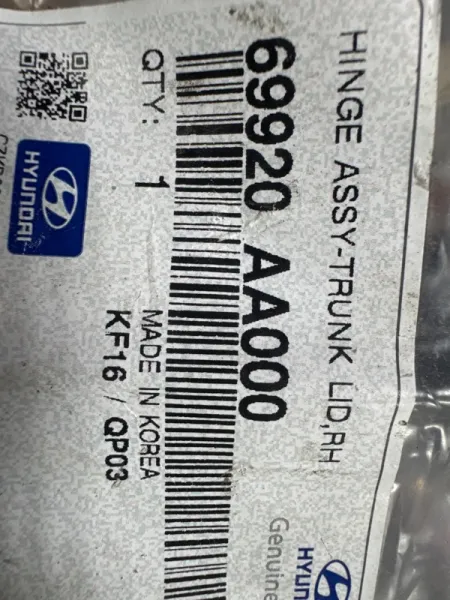 HINGE ASSY-TRUNK LID,RH
69920 AA000
QTY: 1
MADE IN KOREA
KF16 / QP03
HYUNDAI
Genuine